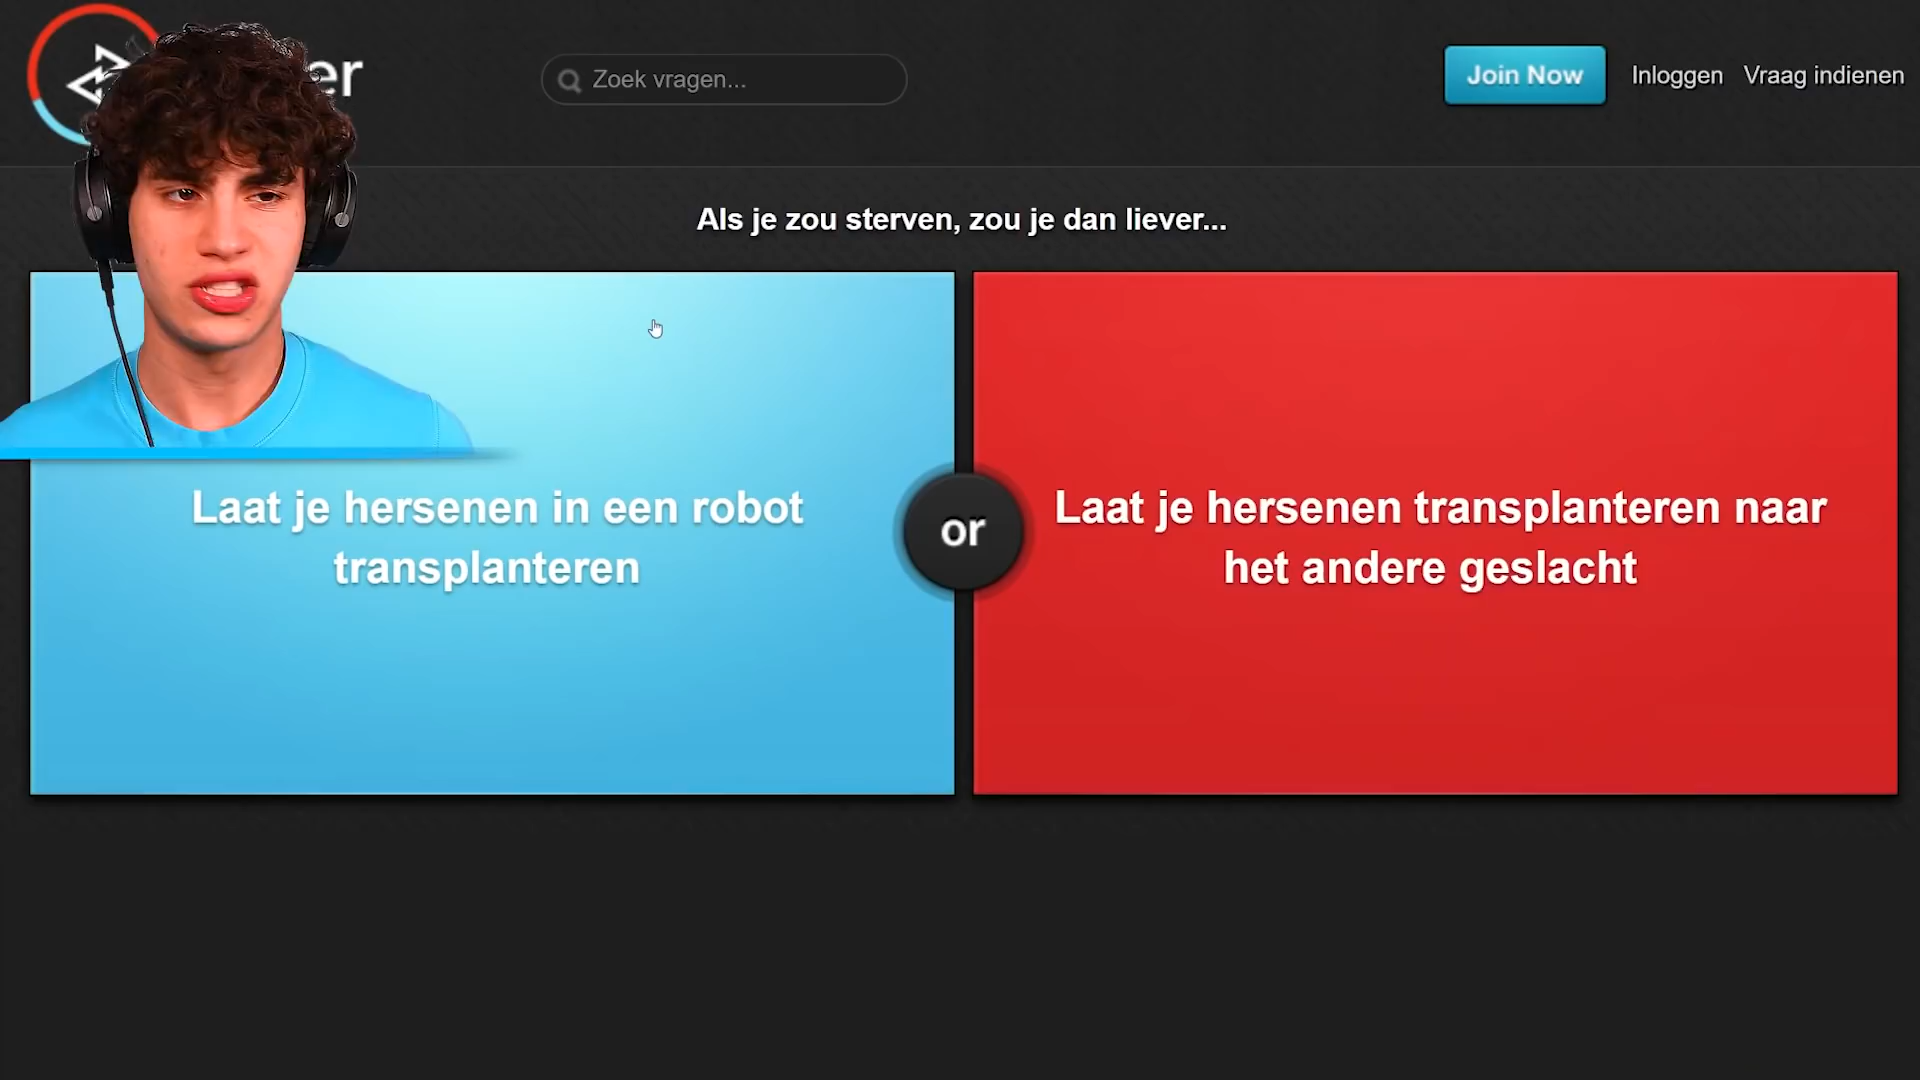 Zoek vragen...
Join Now
Inloggen
Vraag indienen
Als je zou sterven, zou je dan liever...
Laat je hersenen in een robot
transplanteren
or
Laat je hersenen transplanteren naar
het andere geslacht